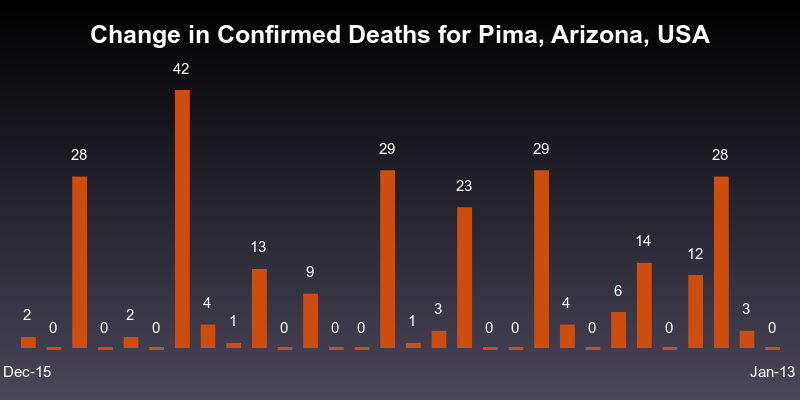 Change in Confirmed Deaths for Pima, Arizona, USA
2 0 28 0 2 0 42 4 1 13 0 9 0 0 29 1 3 23 0 0 29 4 0 6 14 0 12 28 3 0
Dec-15 Jan-13